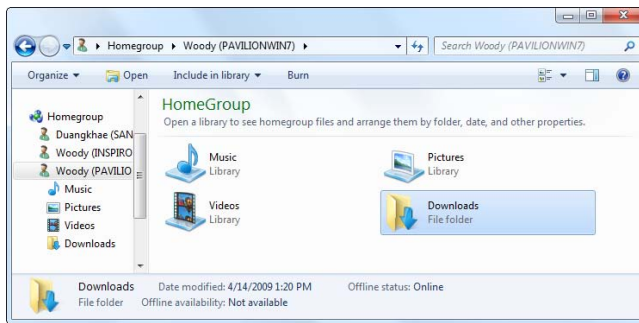 Homegroup ▸ Woody (PAVILIONWIN7) ▸
Search Woody (PAVILIONWIN7)
Organize Open Include in library Burn
Homegroup
Duangkhae (SAN
Woody (INSPIRO
Woody (PAVILIO
Music
Pictures
Videos
Downloads
HomeGroup
Open a library to see homegroup files and arrange them by folder, date, and other properties.
Music
Library
Pictures
Library
Videos
Library
Downloads
File folder
Downloads Date modified: 4/14/2009 1:20 PM Offline status: Online
File folder Offline availability: Not available